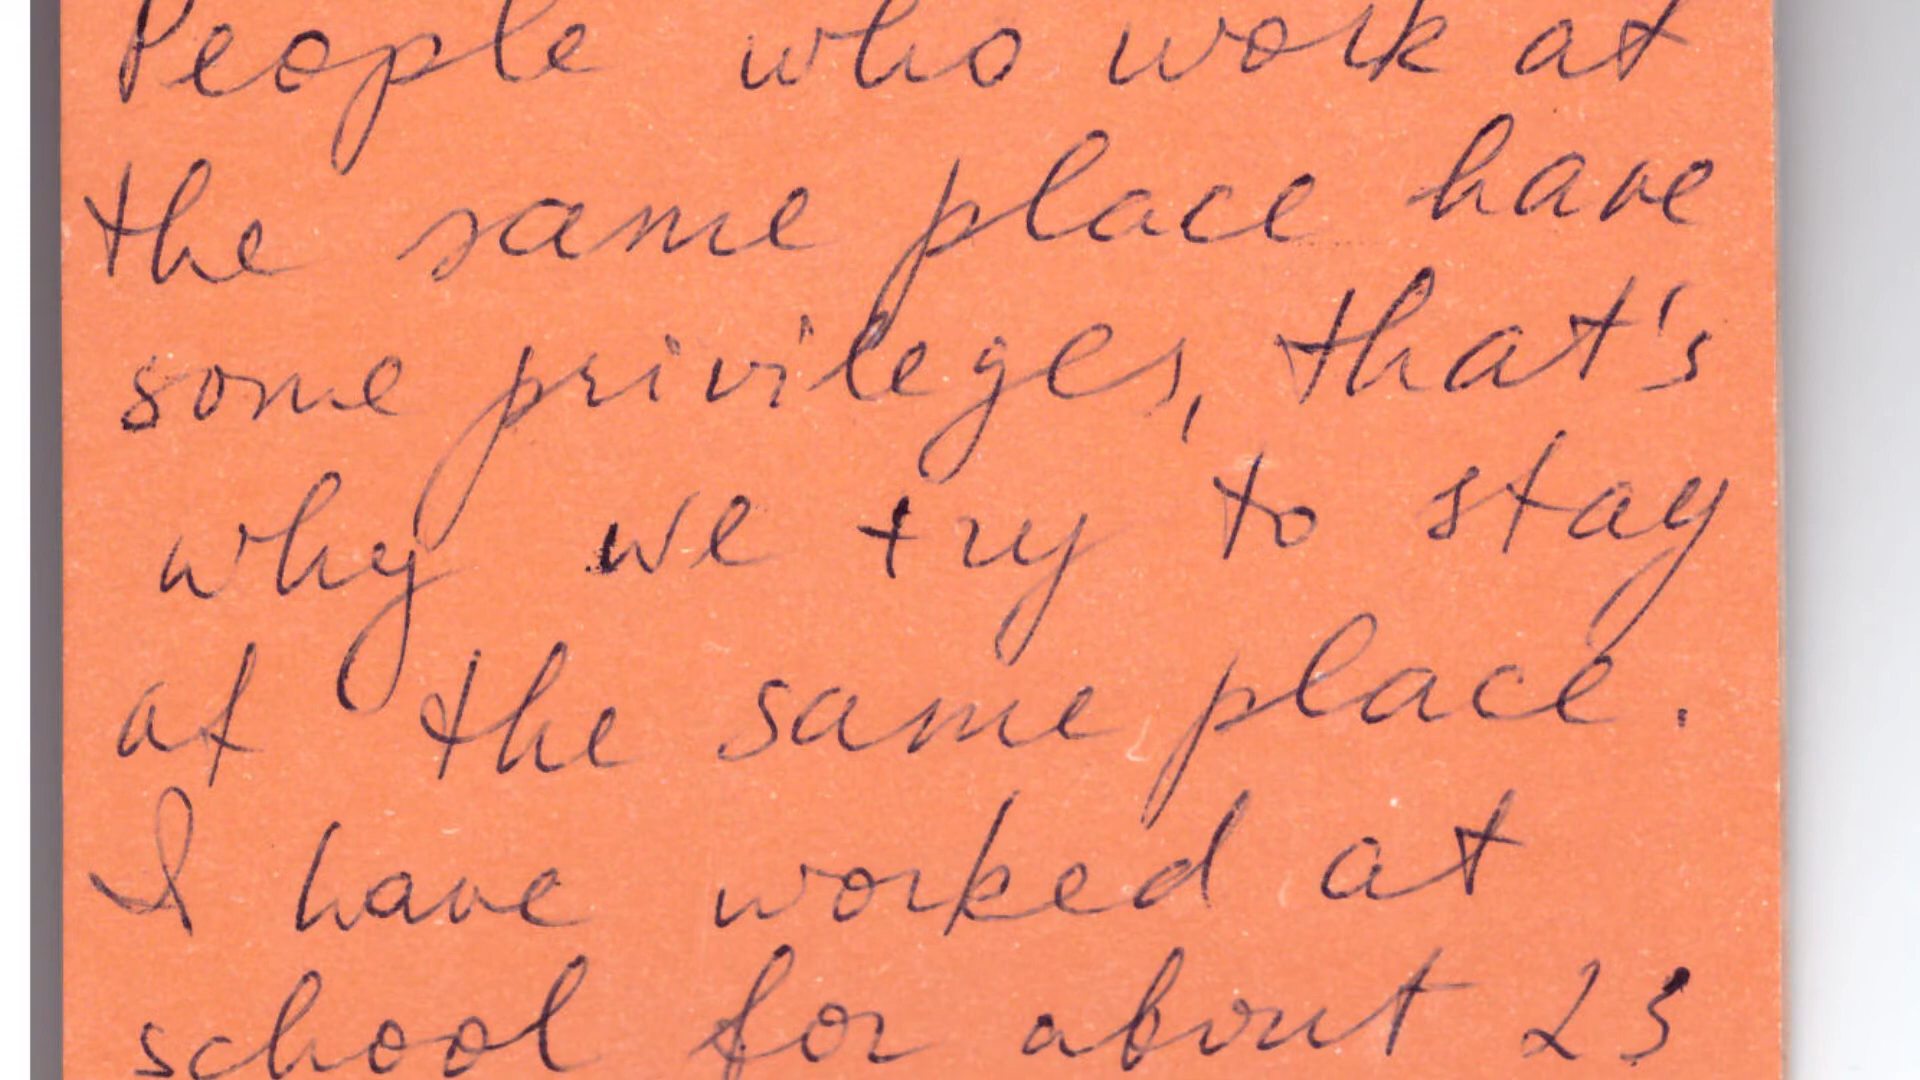 People who work at
the same place have
some privileges, that's
why we try to stay
at the same place.
I have worked at
school for about 23